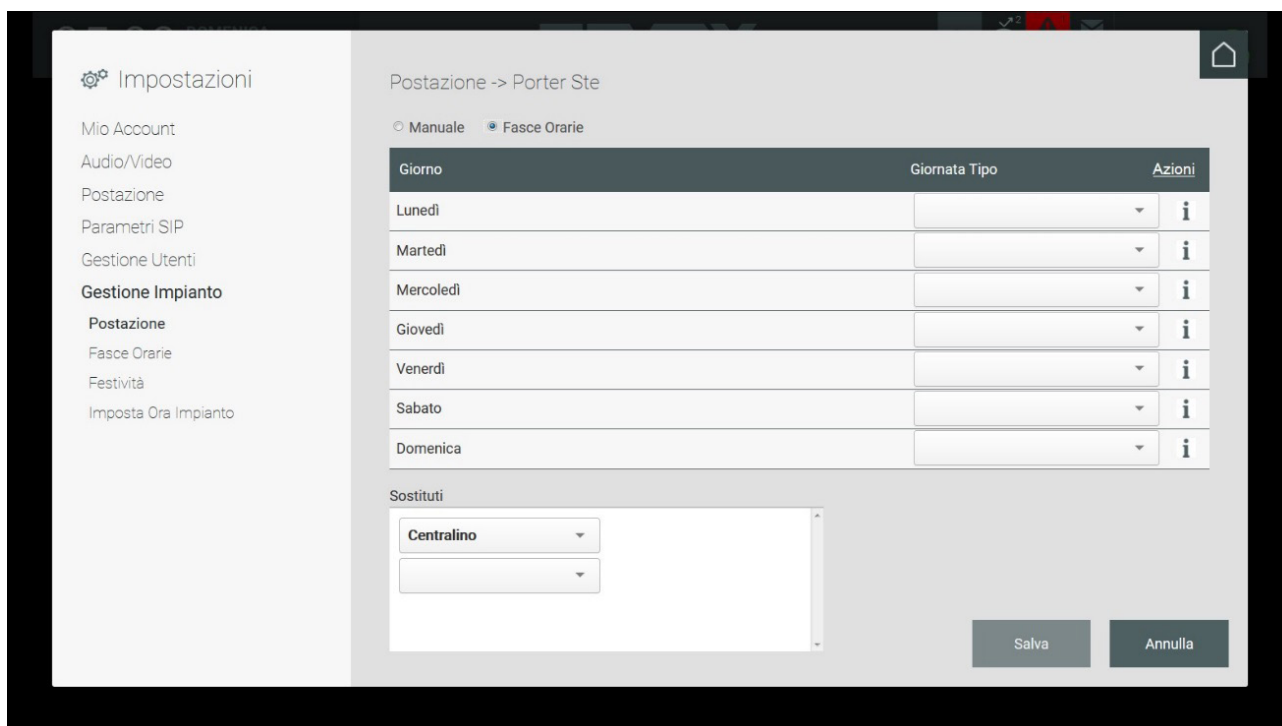 Impostazioni
Mio Account
Audio/Video
Postazione
Parametri SIP
Gestione Utenti
Gestione Impianto
Postazione
Fasce Orarie
Festività
Imposta Ora Impianto
Postazione -> Porter Ste
Manuale Fasce Orarie
Giorno Giornata Tipo Azioni
Lunedì
Martedì
Mercoledì
Giovedì
Venerdì
Sabato
Domenica
Sostituti
Centralino
Salva Annulla